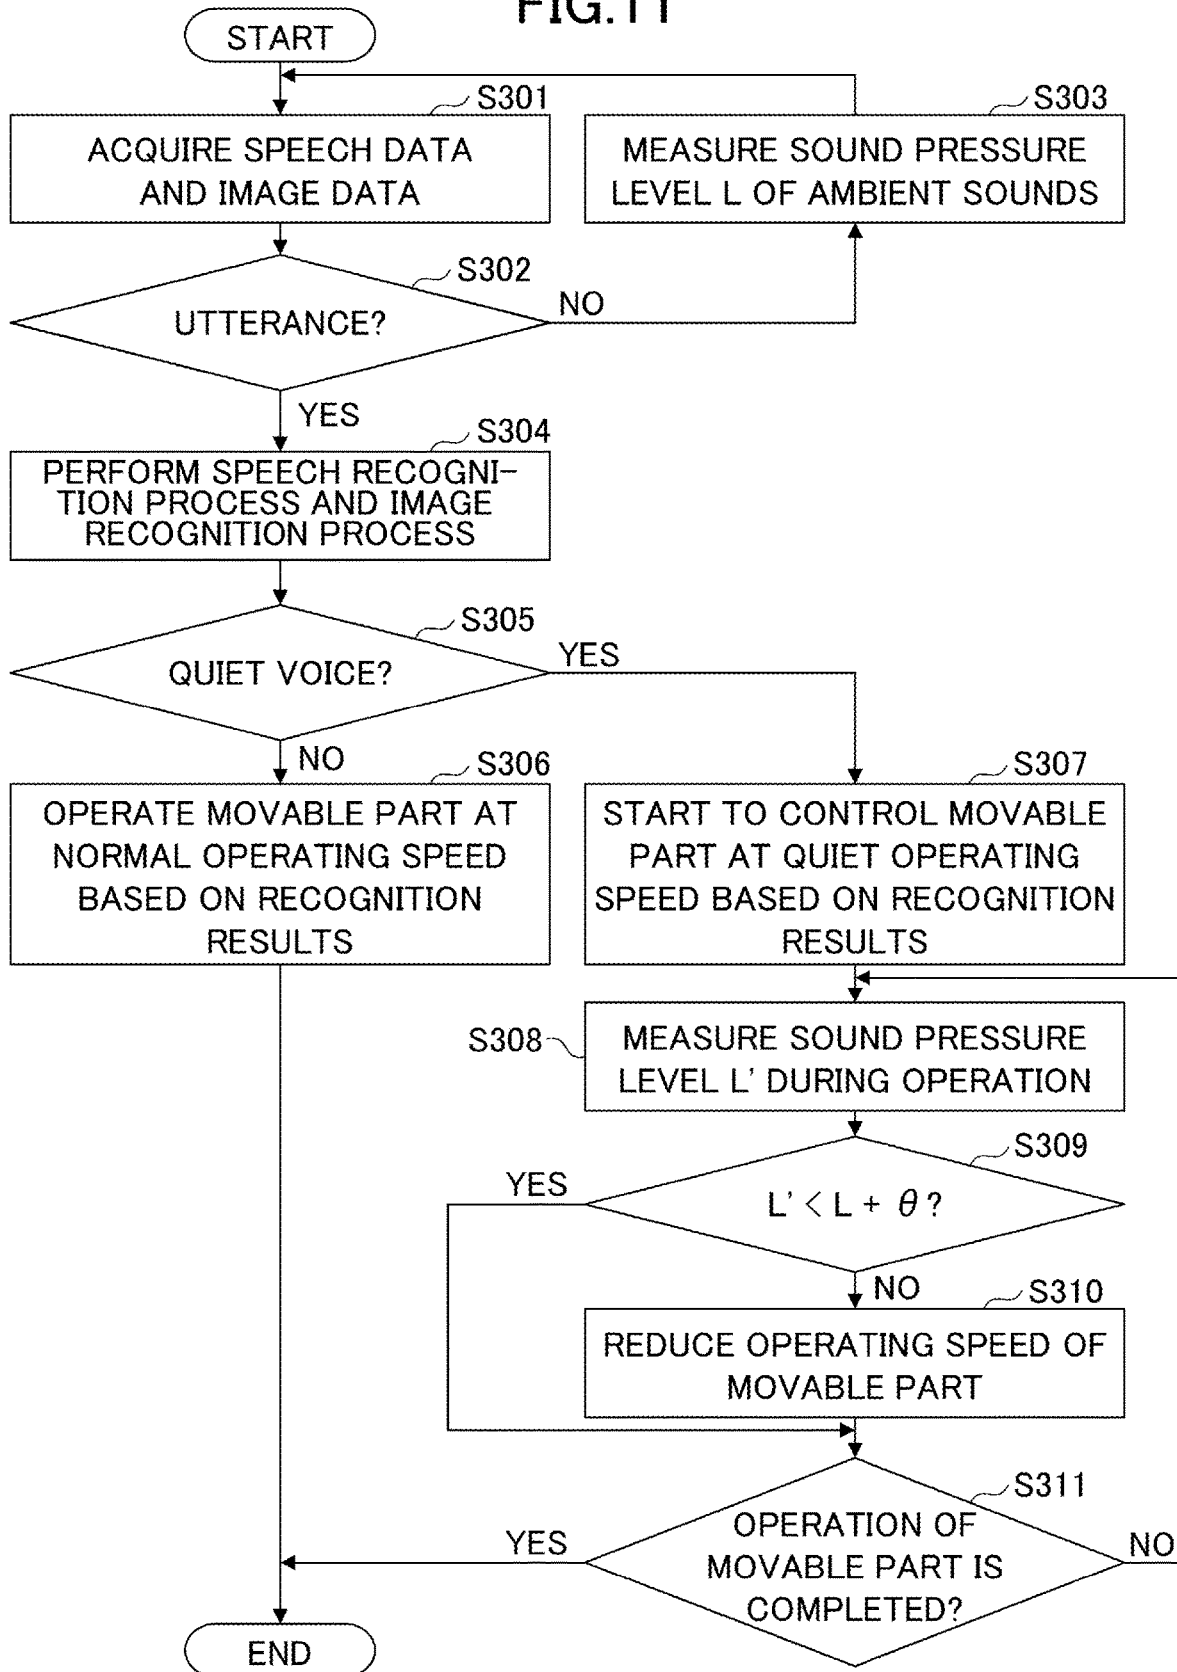 FIG.11
START
S301
ACQUIRE SPEECH DATA
AND IMAGE DATA
S303
MEASURE SOUND PRESSURE
LEVEL L OF AMBIENT SOUNDS
S302
UTTERANCE?
NO
YES
S304
PERFORM SPEECH RECOGNI-
TION PROCESS AND IMAGE
RECOGNITION PROCESS
S305
QUIET VOICE?
YES
NO
S306
OPERATE MOVABLE PART AT
NORMAL OPERATING SPEED
BASED ON RECOGNITION
RESULTS
S307
START TO CONTROL MOVABLE
PART AT QUIET OPERATING
SPEED BASED ON RECOGNITION
RESULTS
S308
MEASURE SOUND PRESSURE
LEVEL L' DURING OPERATION
S309
YES
L' < L + θ ?
NO
S310
REDUCE OPERATING SPEED OF
MOVABLE PART
S311
OPERATION OF
MOVABLE PART IS
COMPLETED?
YES
NO
END